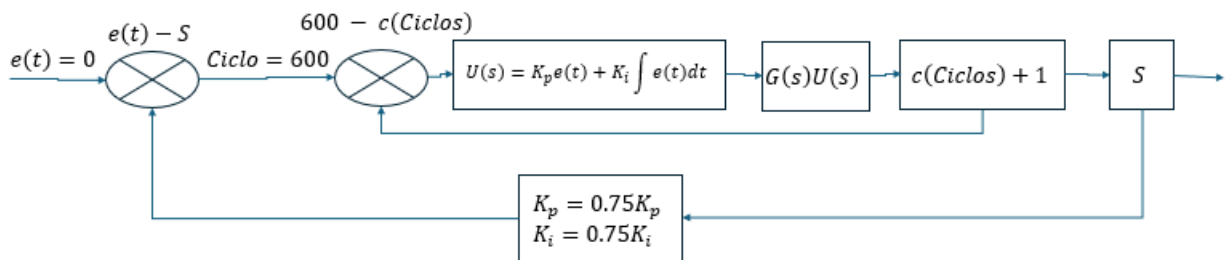 e(t) − S
600 − c(Ciclos)
e(t) = 0
Ciclo = 600
U(s) = K_p e(t) + K_i ∫ e(t)dt
G(s)U(s)
c(Ciclos) + 1
S
K_p = 0.75K_p
K_i = 0.75K_i